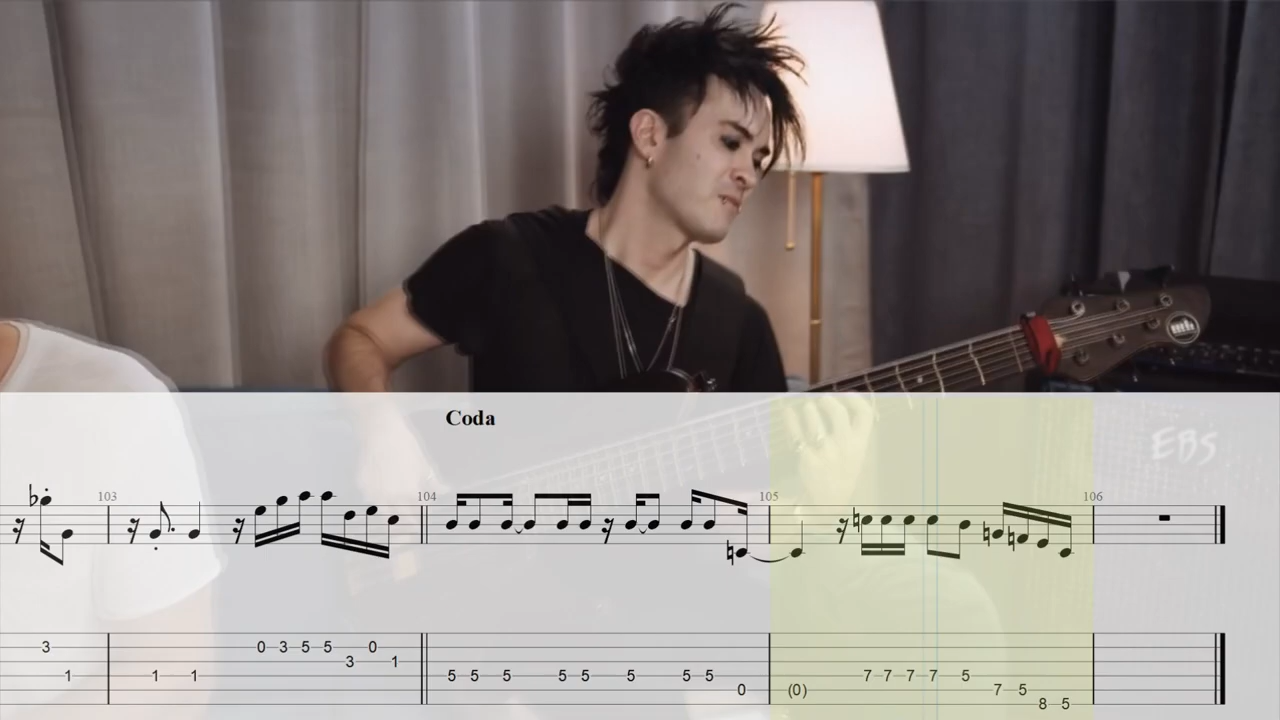 Coda
EBS
103 104 105 106
3 0 3 5 5 0
3 1
1 1 1 5 5 5 5 5 5 5 5 7 7 7 7 5
0 (0) 7 5
8 5